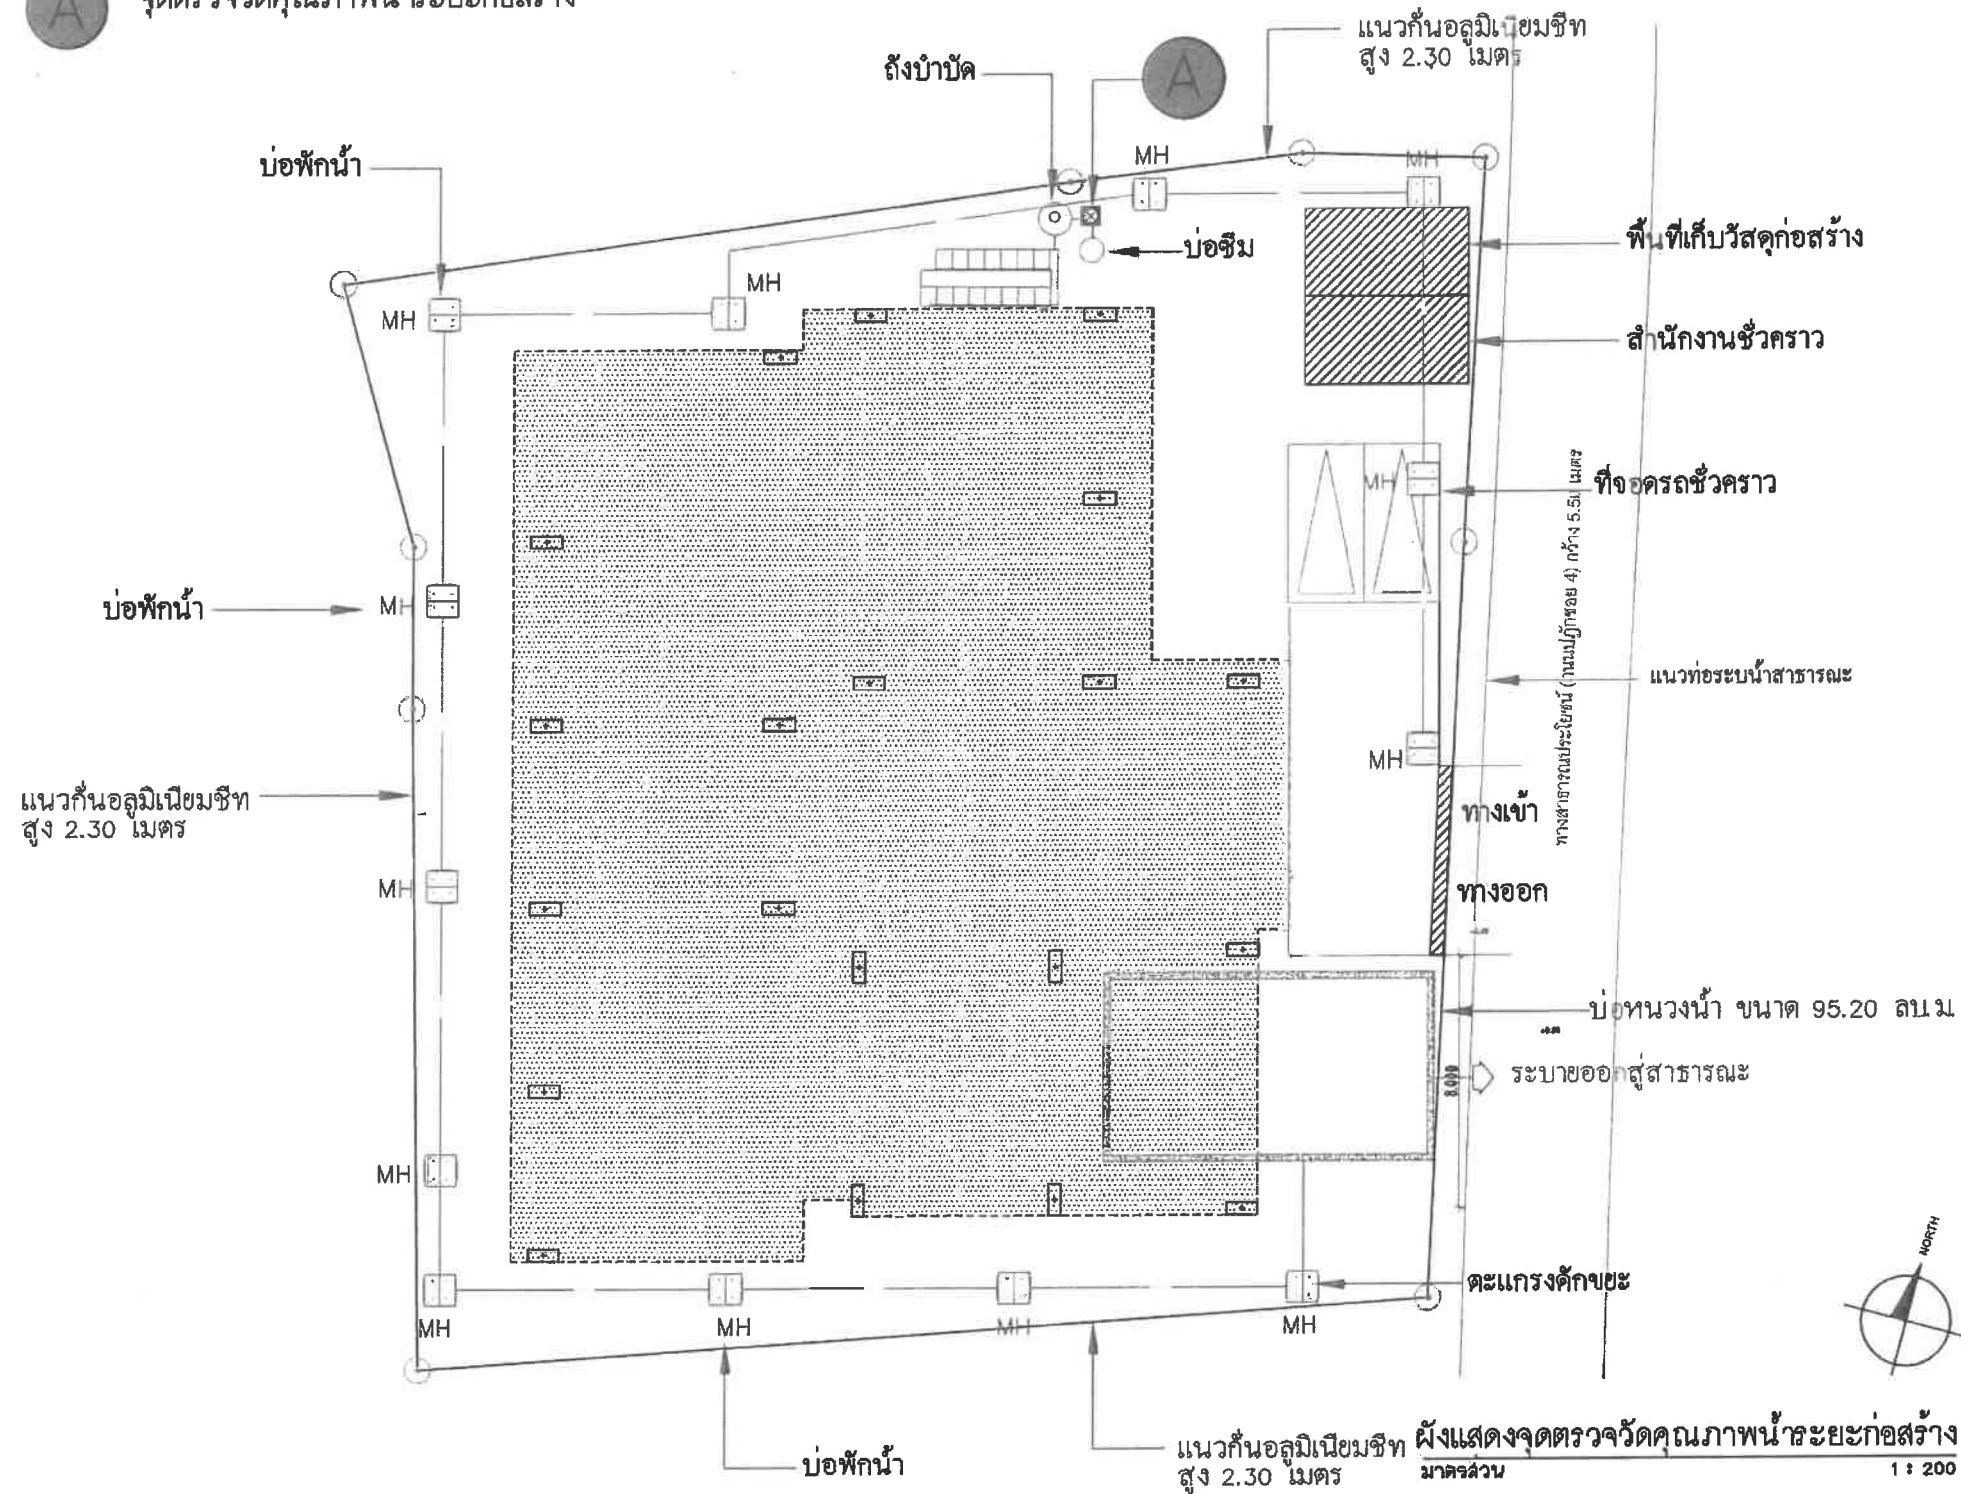 A
จุดตรวจวัดคุณภาพน้ำระยะก่อสร้าง
แนวกั้นอลูมิเนียมชีท
สูง 2.30 เมตร
ถังบำบัด
A
บ่อพักน้ำ
MH
MH
พื้นที่เก็บวัสดุก่อสร้าง
บ่อซึม
MH
MH
สำนักงานชั่วคราว
MH
ที่จอดรถชั่วคราว
บ่อพักน้ำ
MH
ทางสาธารณประโยชน์
แนวท่อระบน้ำสาธารณะ
MH
แนวกั้นอลูมิเนียมชีท
สูง 2.30 เมตร
ทางเข้า
MH
ทางออก
บ่อหนวงน้ำ ขนาด 95.20 ลบ.ม
8.000
ระบายออกสู่สาธารณะ
MH
NORTH
ตะแกรงดักขยะ
MH
MH
MH
MH
บ่อพักน้ำ
แนวกั้นอลูมิเนียมชีท
สูง 2.30 เมตร
ผังแสดงจุดตรวจวัดคุณภาพน้ำระยะก่อสร้าง
มาตรส่วน 1 : 200